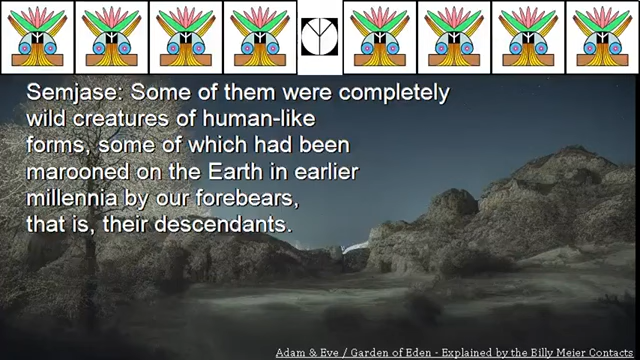 Semjase: Some of them were completely
wild creatures of human-like
forms, some of which had been
marooned on the Earth in earlier
millennia by our forebears,
that is, their descendants.
Adam & Eve / Garden of Eden - Explained by the Billy Meier Contacts